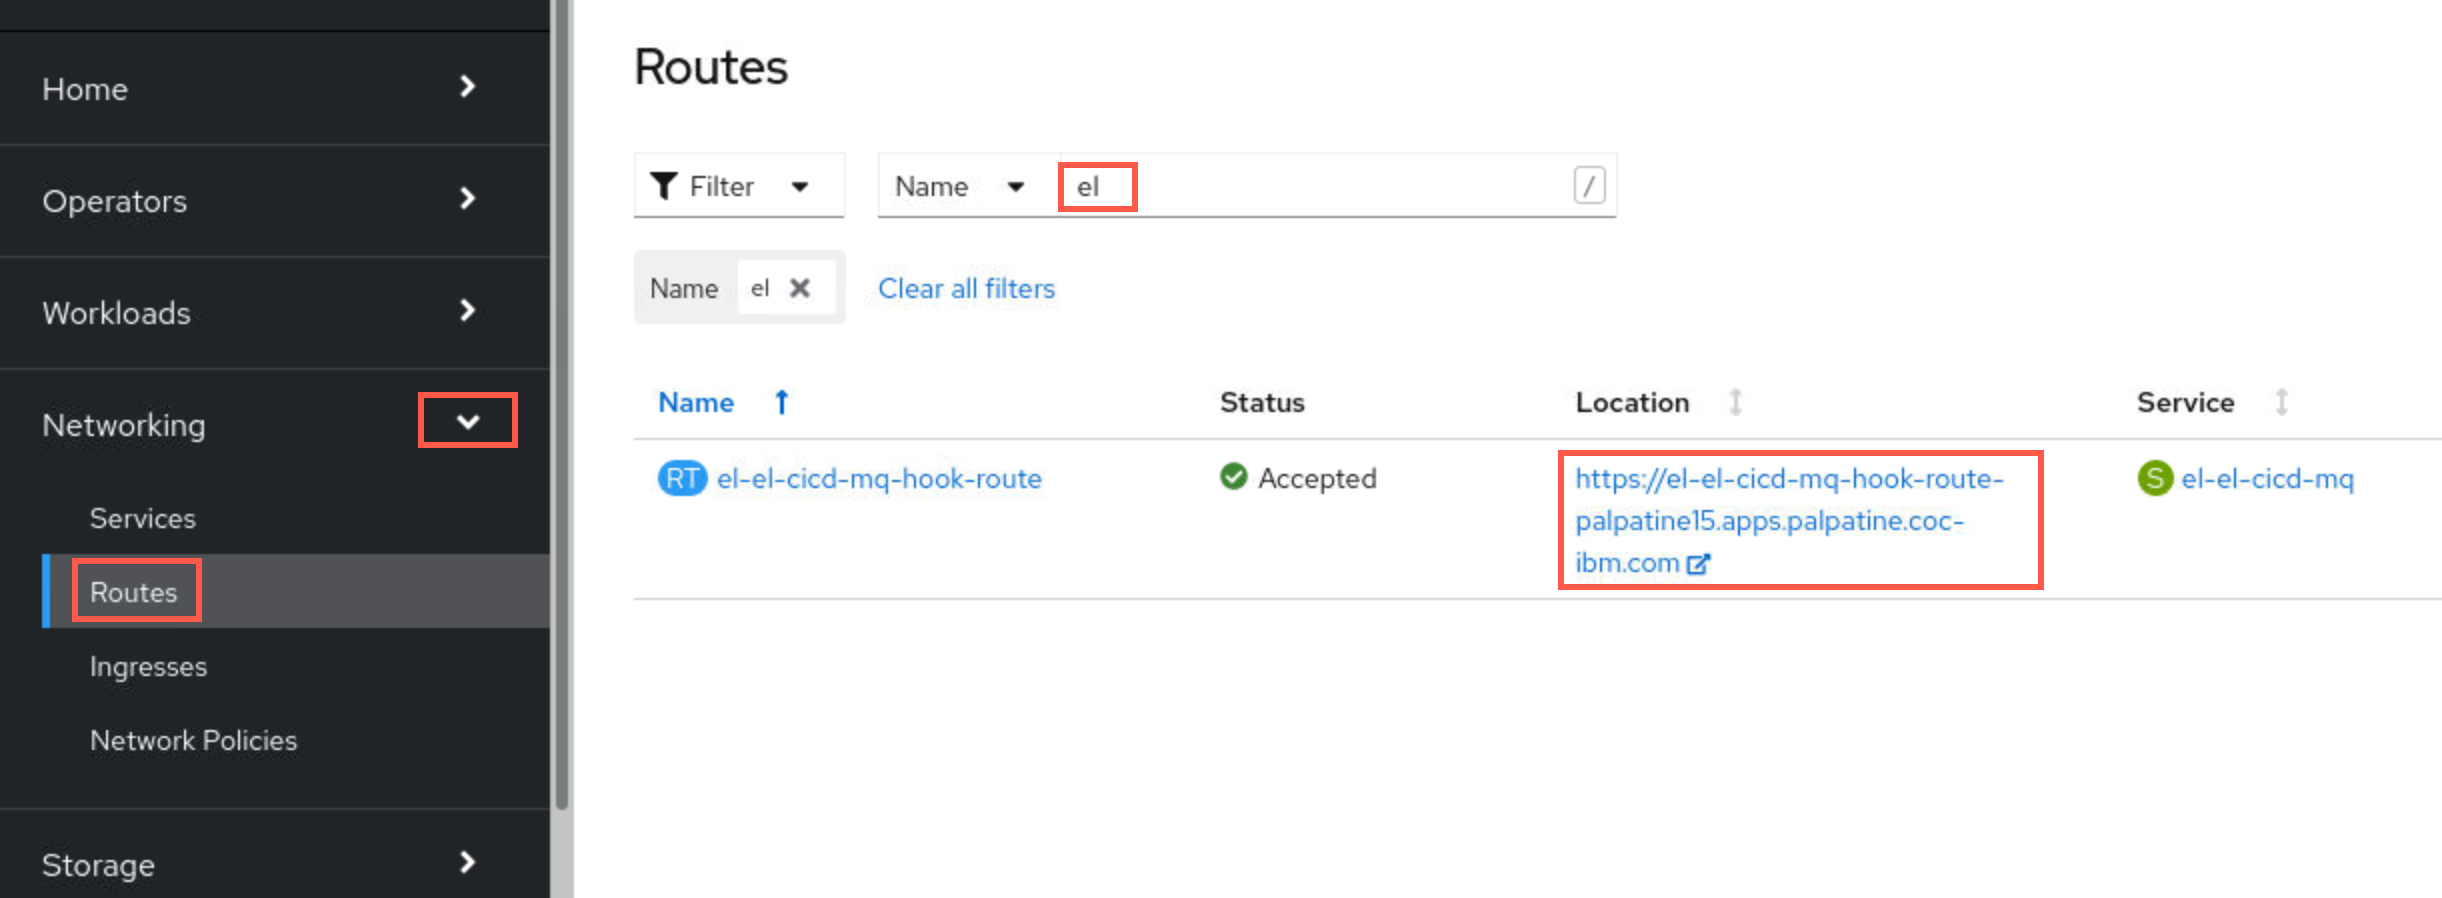 Home
Operators
Workloads
Networking
Services
Routes
Ingresses
Network Policies
Storage
Routes
Filter Name el /
Name el Clear all filters
Name Status Location Service
RT el-el-cicd-mq-hook-route Accepted https://el-el-cicd-mq-hook-route- S el-el-cicd-mq
palpatine15.apps.palpatine.coc-
ibm.com